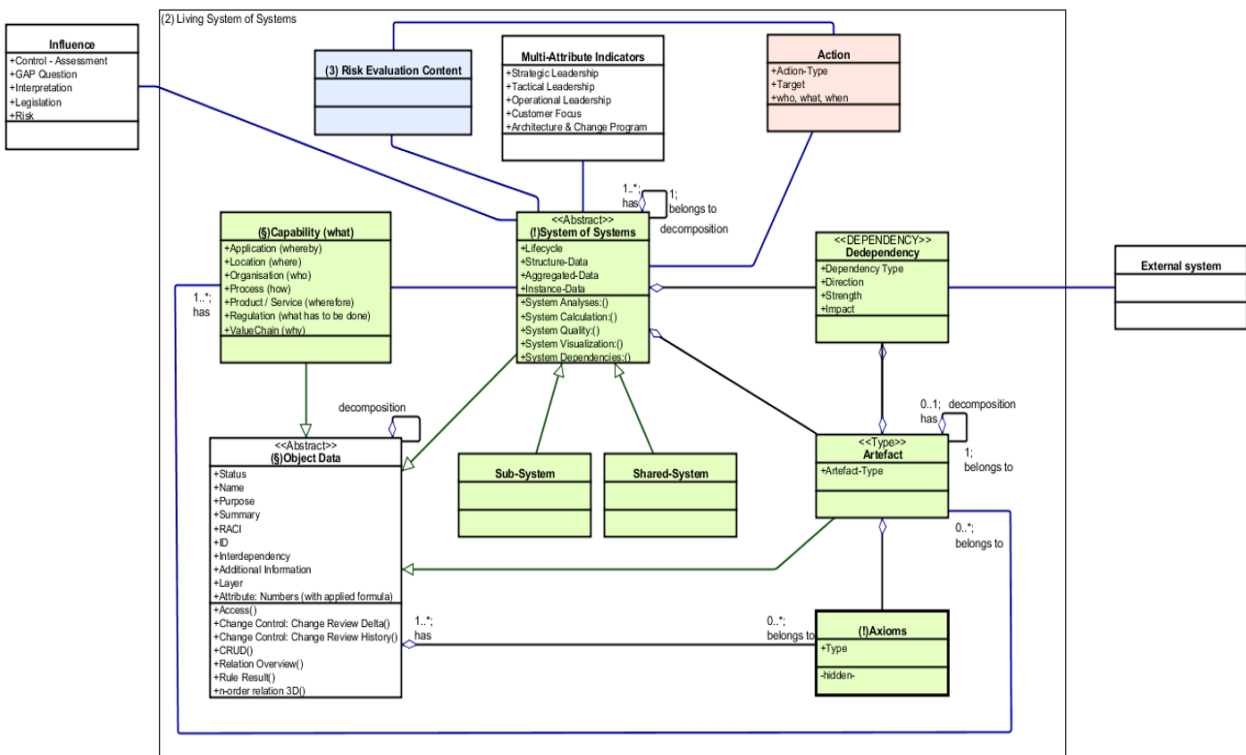 (2) Living System of Systems
Influence
+Control - Assessment
+GAP Question
+Interpretation
+Legislation
+Risk
(3) Risk Evaluation Content
Multi-Attribute Indicators
+Strategic Leadership
+Tactical Leadership
+Operational Leadership
+Customer Focus
+Architecture & Change Program
Action
+Action-Type
+Target
+who, what, when
1..*;
has
1;
belongs to
decomposition
(§)Capability (what)
+Application (whereby)
+Location (where)
+Organisation (who)
+Process (how)
+Product / Service (wherefore)
+Regulation (what has to be done)
+ValueChain (why)
1..*;
has
<<Abstract>>
(!)System of Systems
+Lifecycle
+Structure-Data
+Aggregated-Data
+Instance-Data
+System Analyses:()
+System Calculation:()
+System Quality:()
+System Visualization:()
+System Dependencies:()
<<DEPENDENCY>>
Dedependency
+Dependency Type
+Direction
+Strength
+Impact
External system
decomposition
<<Abstract>>
(§)Object Data
+Status
+Name
+Purpose
+Summary
+RACI
+ID
+Interdependency
+Additional Information
+Layer
+Attribute: Numbers (with applied formula)
+Access()
+Change Control: Change Review Delta()
+Change Control: Change Review History()
+CRUD()
+Relation Overview()
+Rule Result()
+n-order relation 3D()
Sub-System
Shared-System
0..1;
has
decomposition
<<Type>>
Artefact
+Artefact-Type
1;
belongs to
0..*;
belongs to
1..*;
has
0..*;
belongs to
(!)Axioms
+Type
-hidden-